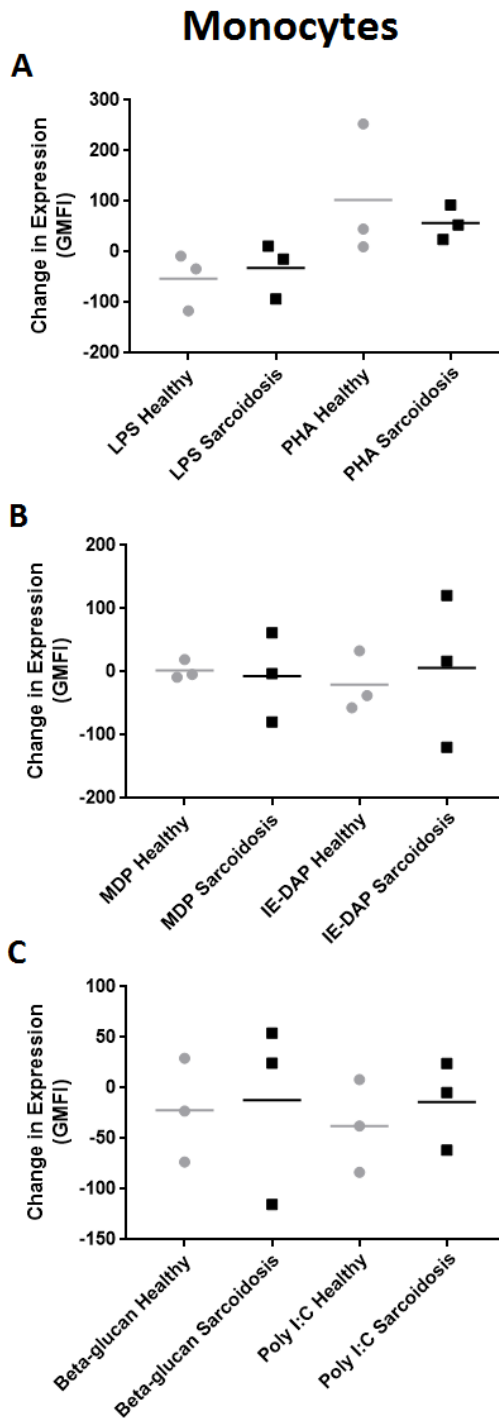 Monocytes
A
Change in Expression
(GMFI)
300
200
100
0
-100
-200
LPS Healthy
LPS Sarcoidosis
PHA Healthy
PHA Sarcoidosis
B
Change in Expression
(GMFI)
200
100
0
-100
-200
MDP Healthy
MDP Sarcoidosis
IE-DAP Healthy
IE-DAP Sarcoidosis
C
Change in Expression
(GMFI)
100
50
0
-50
-100
-150
Beta-glucan Healthy
Beta-glucan Sarcoidosis
Poly I:C Healthy
Poly I:C Sarcoidosis